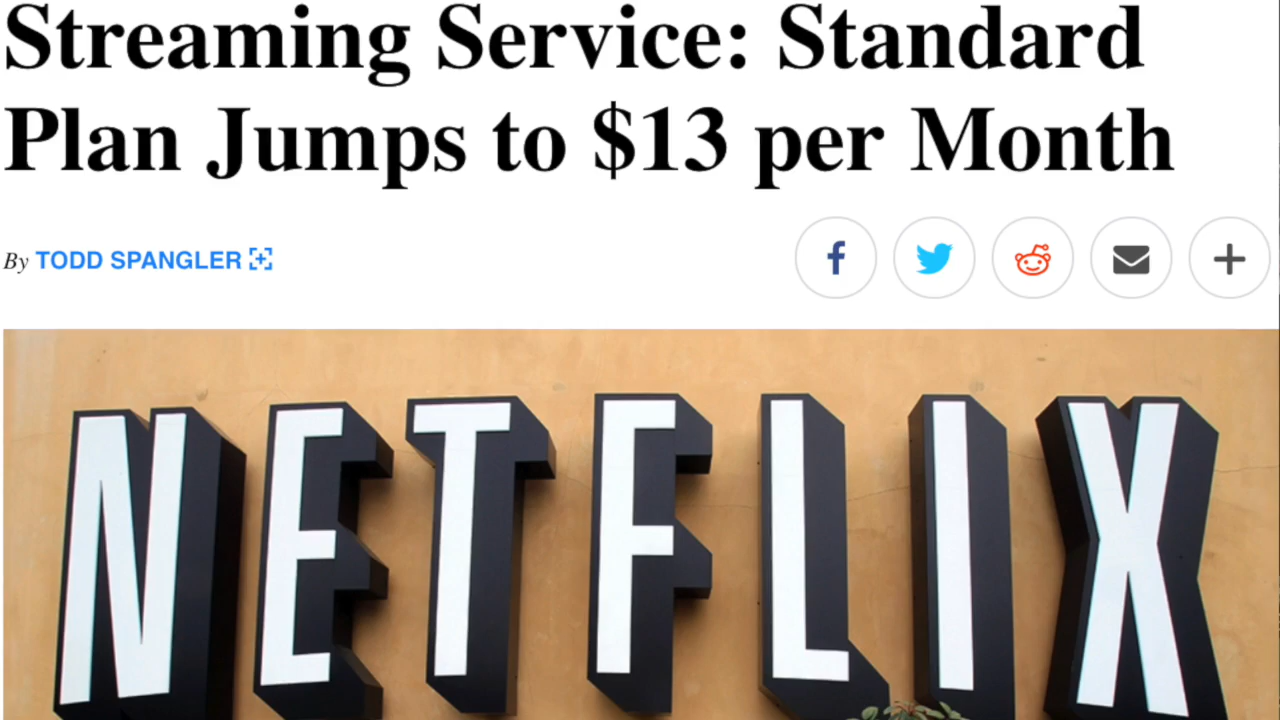 Streaming Service: Standard
Plan Jumps to $13 per Month
By TODD SPANGLER
NETFLIX